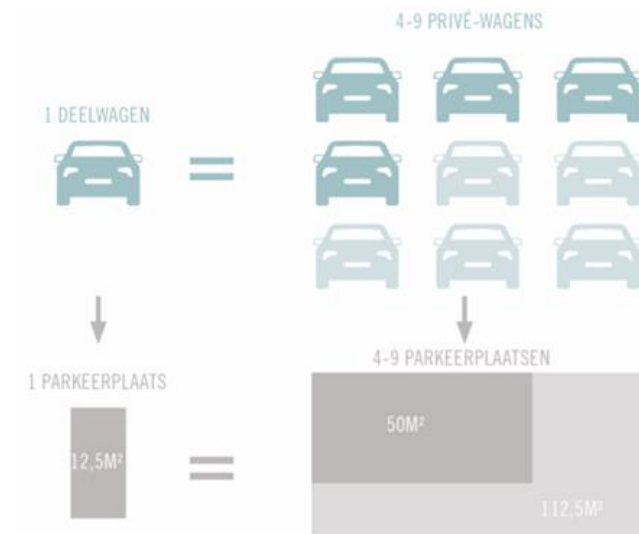 4-9 PRIVÉ-WAGENS
1 DEELWAGEN
=
4-9 PARKEERPLAATSEN
1 PARKEERPLAATS
50M²
12,5M²
=
112,5M²